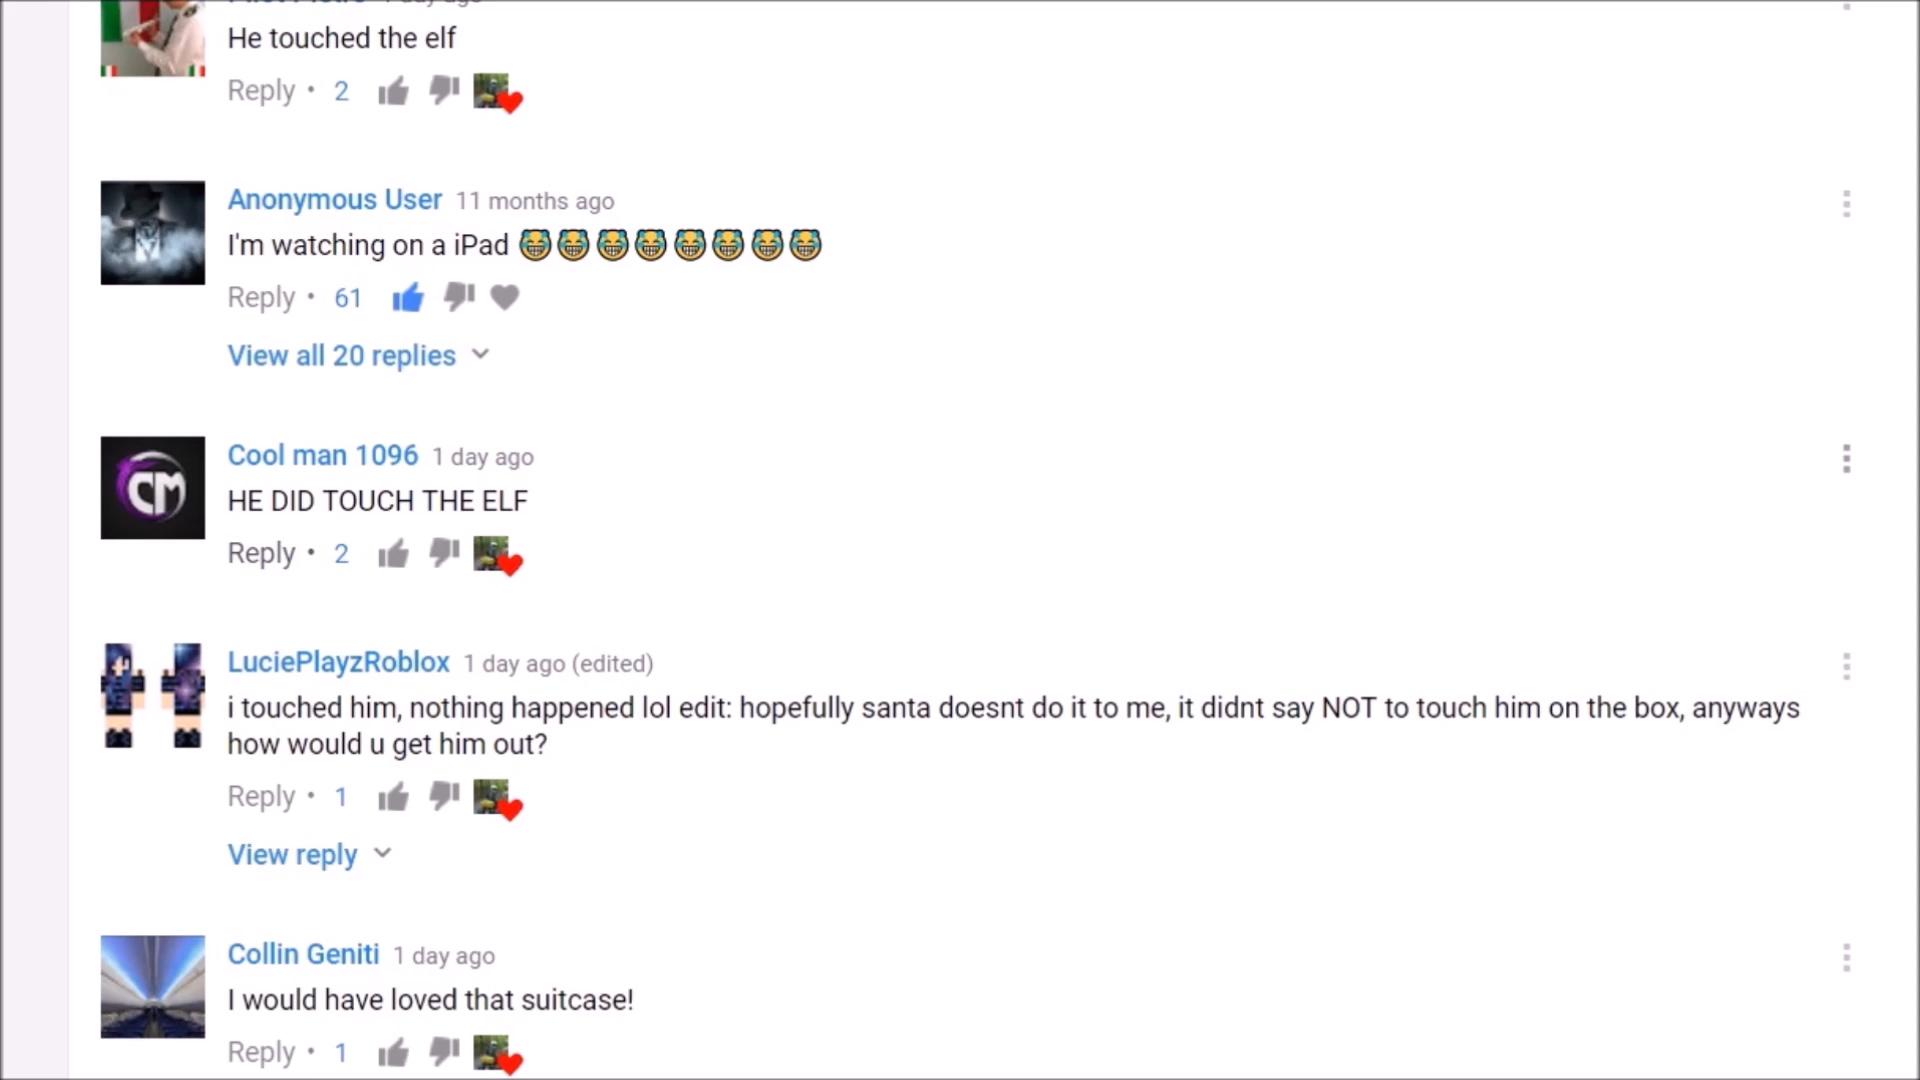 He touched the elf
Reply • 2
Anonymous User 11 months ago
I'm watching on a iPad 😹😹😹😹😹😹😹😹
Reply • 61
View all 20 replies
CM
Cool man 1096 1 day ago
HE DID TOUCH THE ELF
Reply • 2
LuciePlayzRoblox 1 day ago (edited)
i touched him, nothing happened lol edit: hopefully santa doesnt do it to me, it didnt say NOT to touch him on the box, anyways
how would u get him out?
Reply • 1
View reply
Collin Geniti 1 day ago
I would have loved that suitcase!
Reply • 1